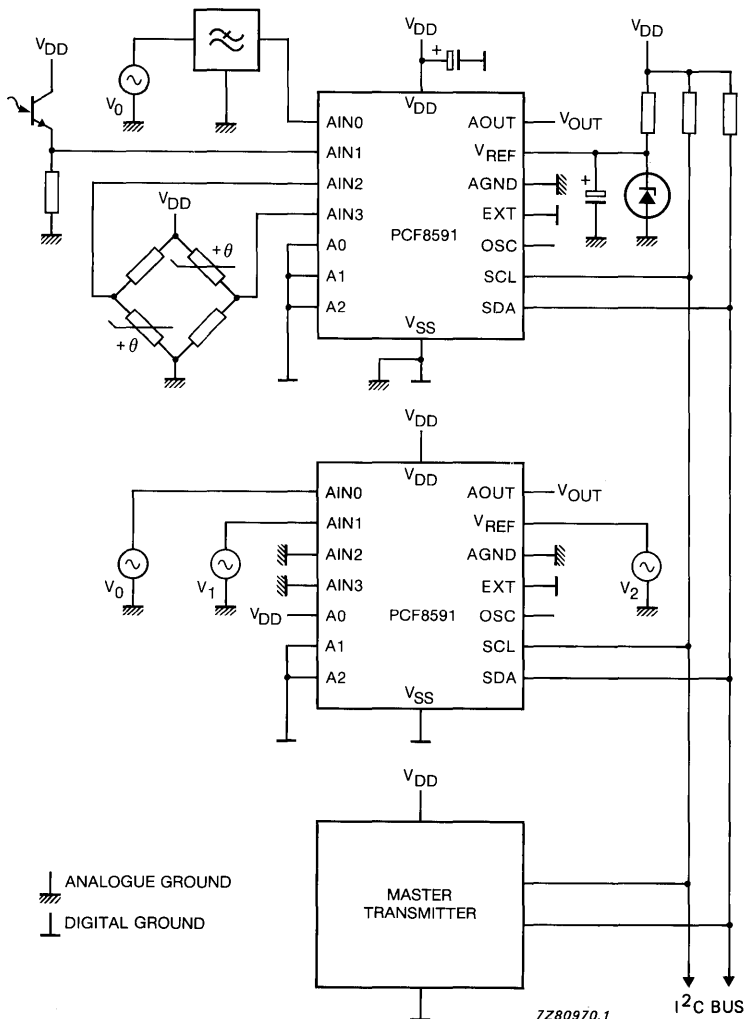 VDD
V0
VDD
VDD
VDD
AIN0
AIN1
AIN2
AIN3
A0
A1
A2
PCF8591
AOUT
VREF
AGND
EXT
OSC
SCL
SDA
VSS
VOUT
+
+
VDD
+θ
+θ
VDD
VDD
AIN0
AIN1
AIN2
AIN3
A0
A1
A2
PCF8591
AOUT
VREF
AGND
EXT
OSC
SCL
SDA
VSS
VOUT
V0
V1
VDD
V2
VDD
MASTER
TRANSMITTER
ANALOGUE GROUND
DIGITAL GROUND
7Z80970.1
I2C BUS